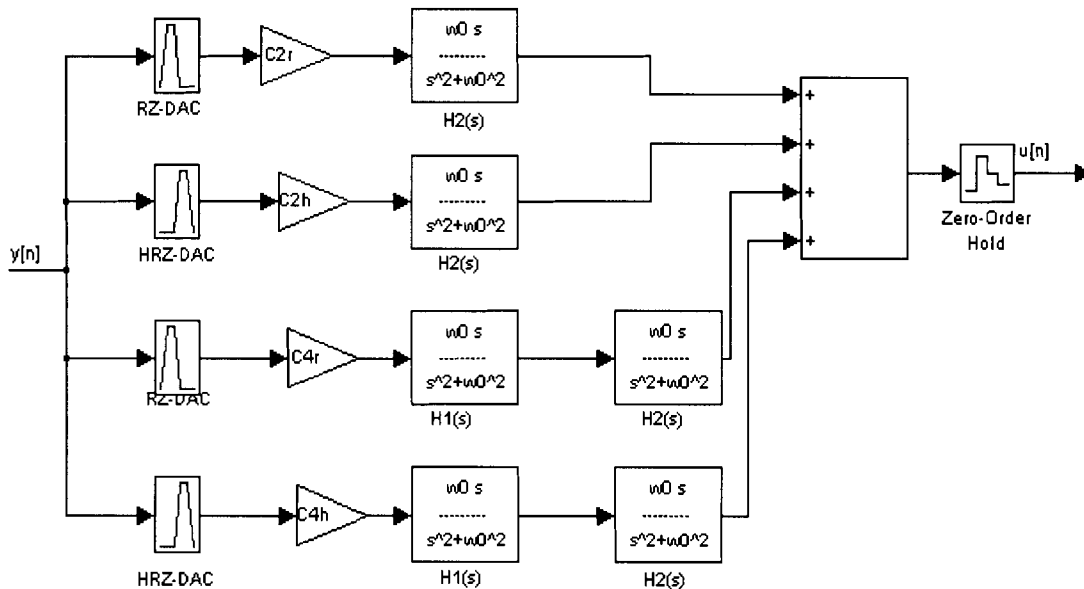 RZ-DAC
C2r
w0 s
--------
s^2+w0^2
H2(s)
HRZ-DAC
C2h
w0 s
--------
s^2+w0^2
H2(s)
y[n]
RZ-DAC
C4r
w0 s
--------
s^2+w0^2
H1(s)
w0 s
--------
s^2+w0^2
H2(s)
HRZ-DAC
C4h
w0 s
--------
s^2+w0^2
H1(s)
w0 s
--------
s^2+w0^2
H2(s)
+
+
+
+
u[n]
Zero-Order
Hold